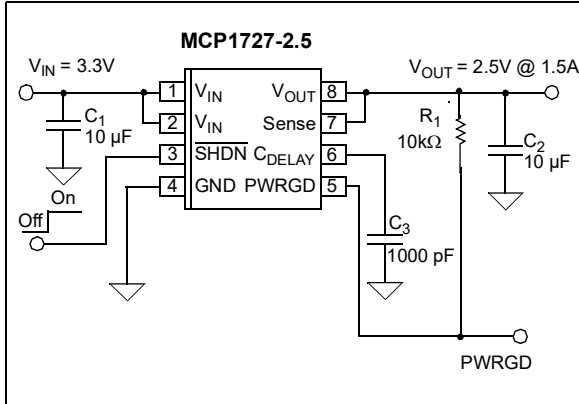 MCP1727-2.5
V_IN = 3.3V
V_OUT = 2.5V @ 1.5A
C_1
10 µF
1
V_IN
V_OUT
8
2
V_IN
Sense
7
3
S̅H̅D̅N̅
C_DELAY
6
4
GND
PWRGD
5
R_1
10kΩ
C_2
10 µF
On
Off
C_3
1000 pF
PWRGD